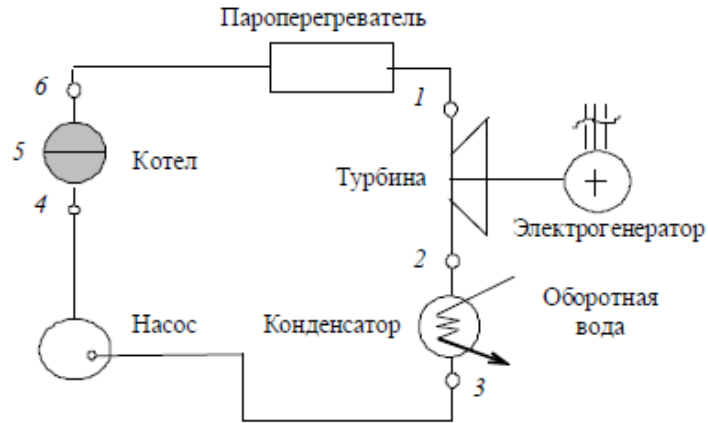 Пароперегреватель
6
1
5
Котел
Турбина
4
Электрогенератор
2
Насос
Конденсатор
Оборотная
вода
3